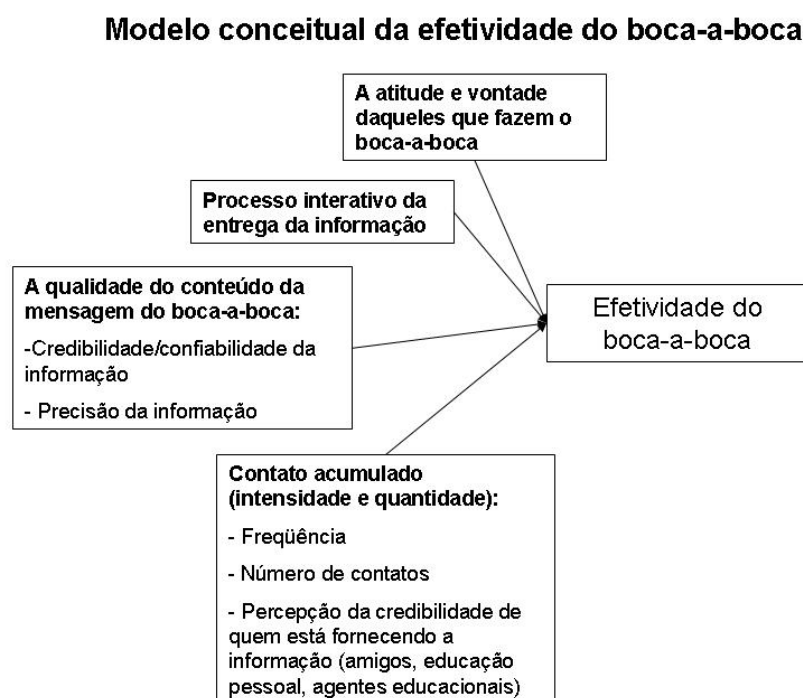 Modelo conceitual da efetividade do boca-a-boca
A atitude e vontade
daqueles que fazem o
boca-a-boca
Processo interativo da
entrega da informação
A qualidade do conteúdo da
mensagem do boca-a-boca:
-Credibilidade/confiabilidade da
informação
- Precisão da informação
Efetividade do
boca-a-boca
Contato acumulado
(intensidade e quantidade):
- Freqüência
- Número de contatos
- Percepção da credibilidade de
quem está fornecendo a
informação (amigos, educação
pessoal, agentes educacionais)